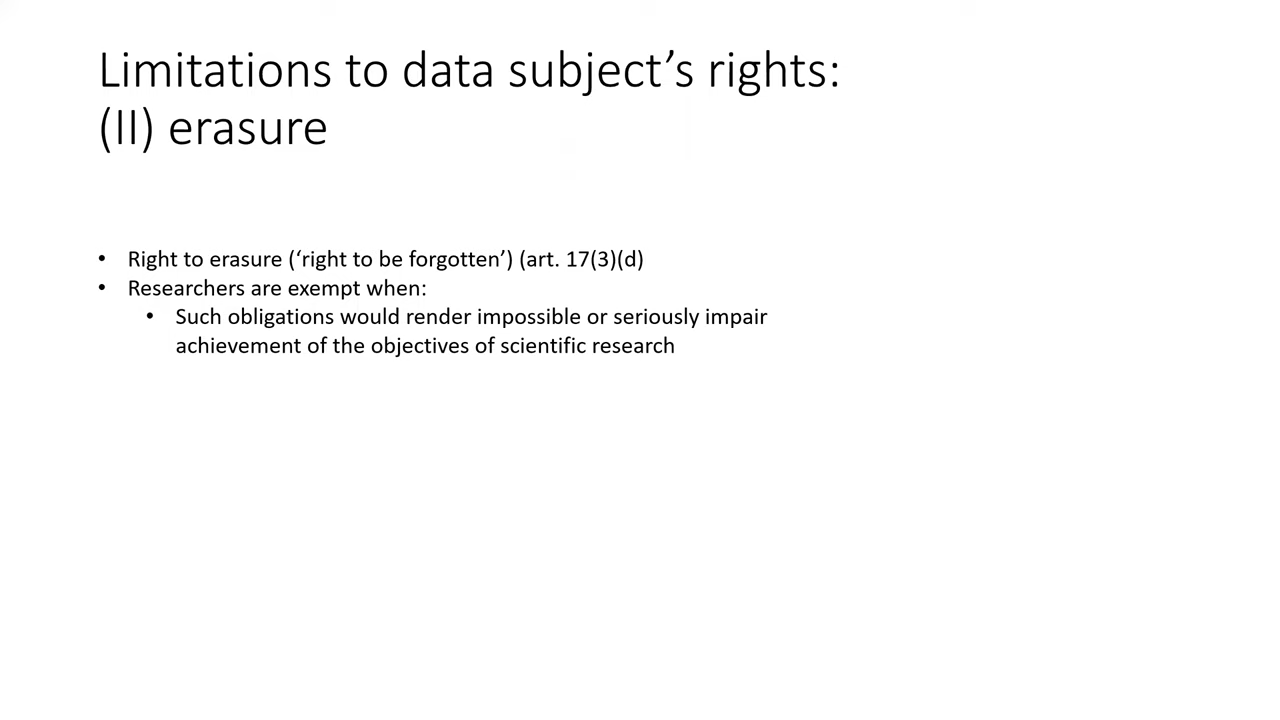 Limitations to data subject’s rights:
(II) erasure
• Right to erasure (‘right to be forgotten’) (art. 17(3)(d)
• Researchers are exempt when:
• Such obligations would render impossible or seriously impair
achievement of the objectives of scientific research